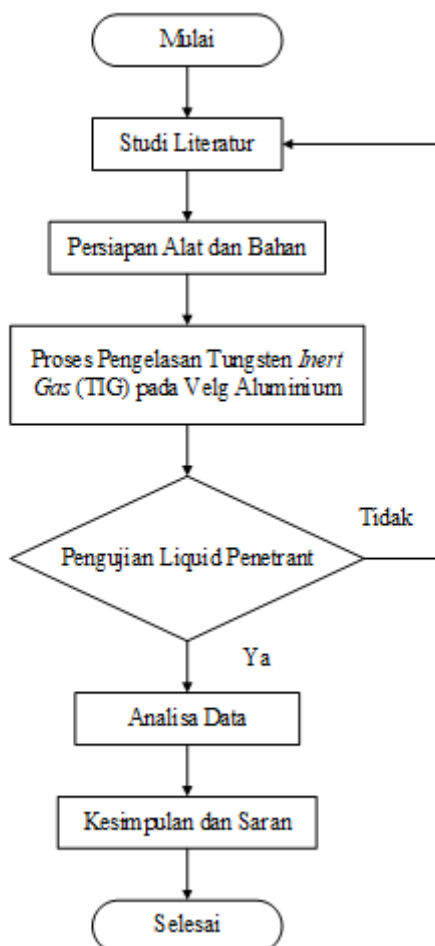 Mulai
Studi Literatur
Persiapan Alat dan Bahan
Proses Pengelasan Tungsten Inert
Gas (TIG) pada Velg Aluminium
Tidak
Pengujian Liquid Penetrant
Ya
Analisa Data
Kesimpulan dan Saran
Selesai